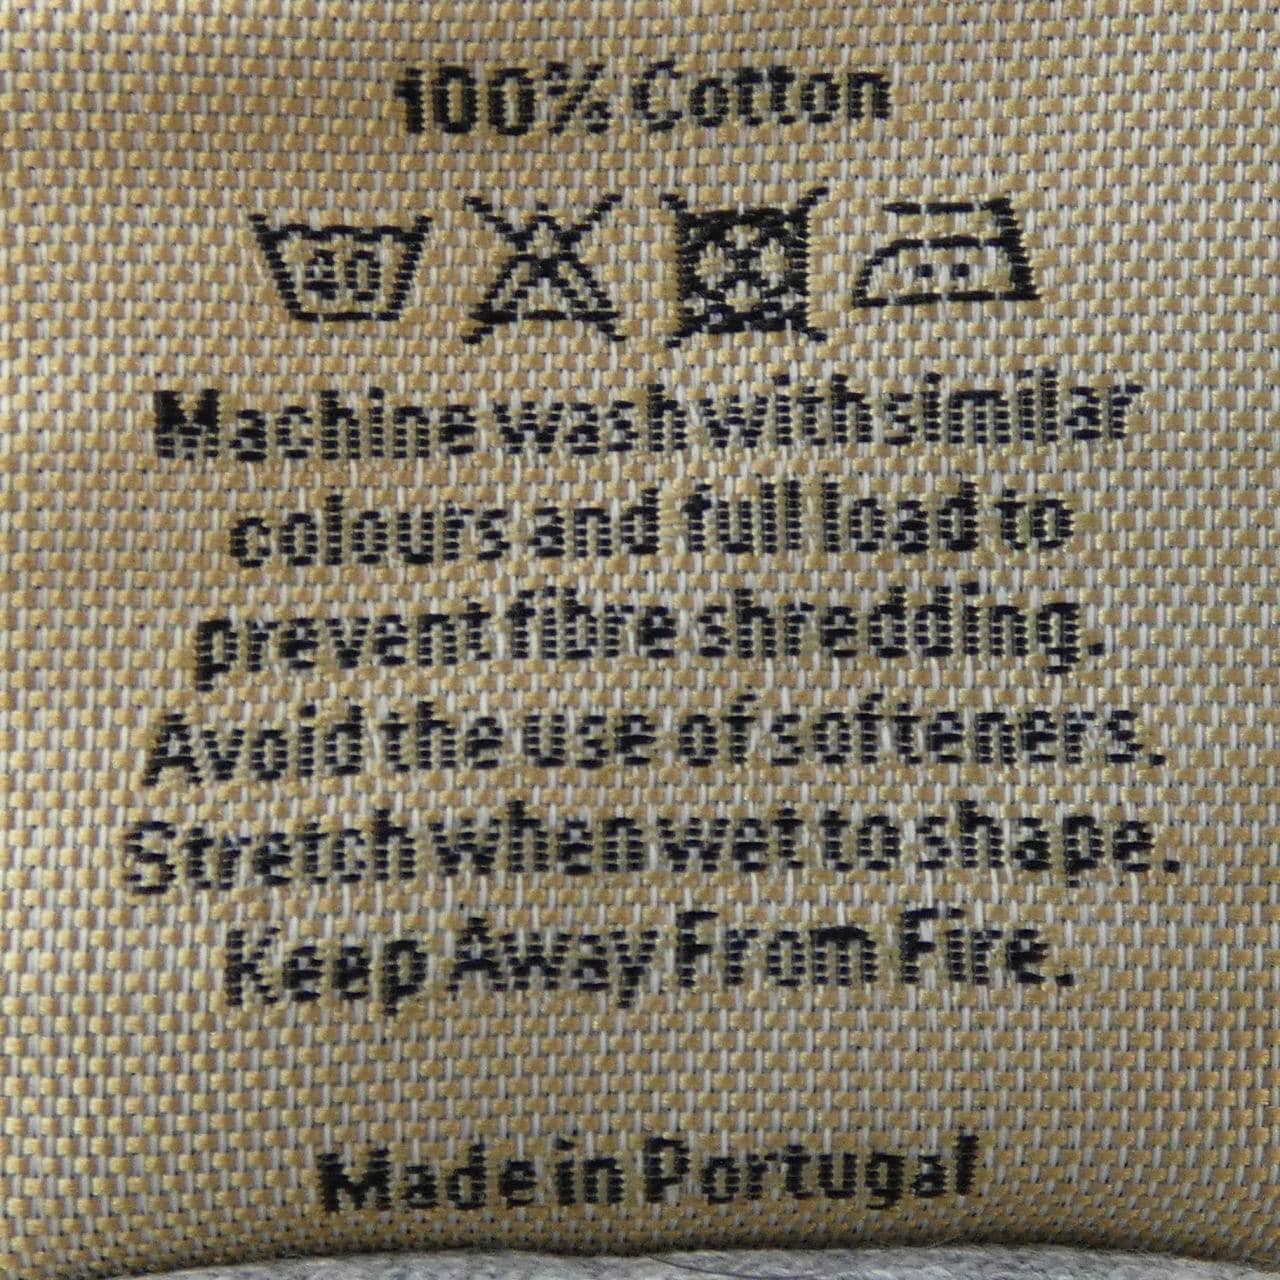 100% Cotton
40
Machine wash with similar
colours and full load to
prevent fibre shredding.
Avoid the use of softeners.
Stretch when wet to shape.
Keep Away From Fire.
Made in Portugal